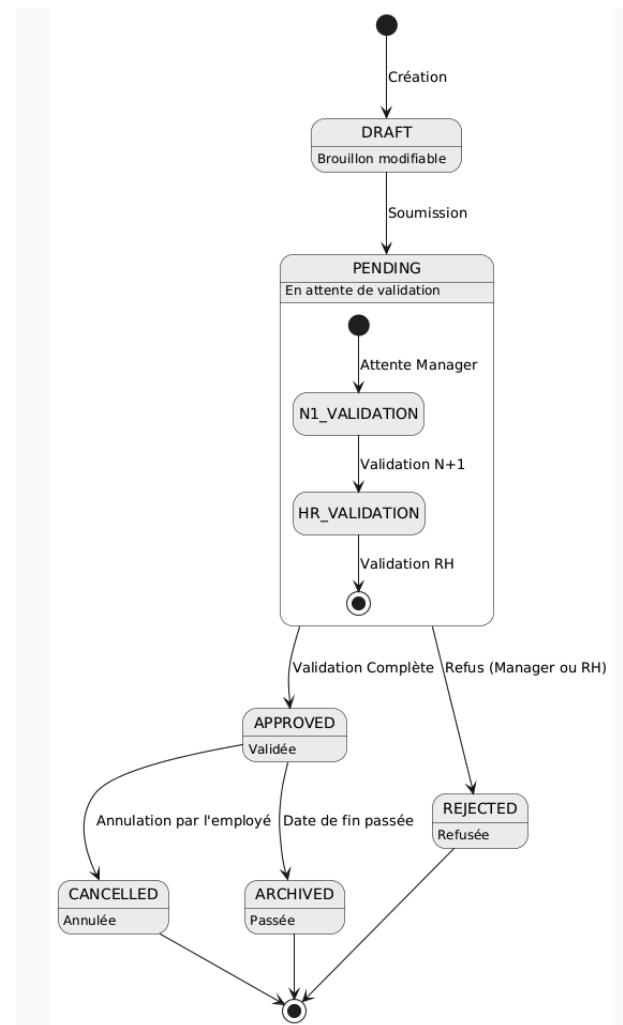 Création
DRAFT
Brouillon modifiable
Soumission
PENDING
En attente de validation
Attente Manager
N1_VALIDATION
Validation N+1
HR_VALIDATION
Validation RH
Validation Complète
Refus (Manager ou RH)
APPROVED
Validée
Annulation par l'employé
Date de fin passée
REJECTED
Refusée
CANCELLED
Annulée
ARCHIVED
Passée